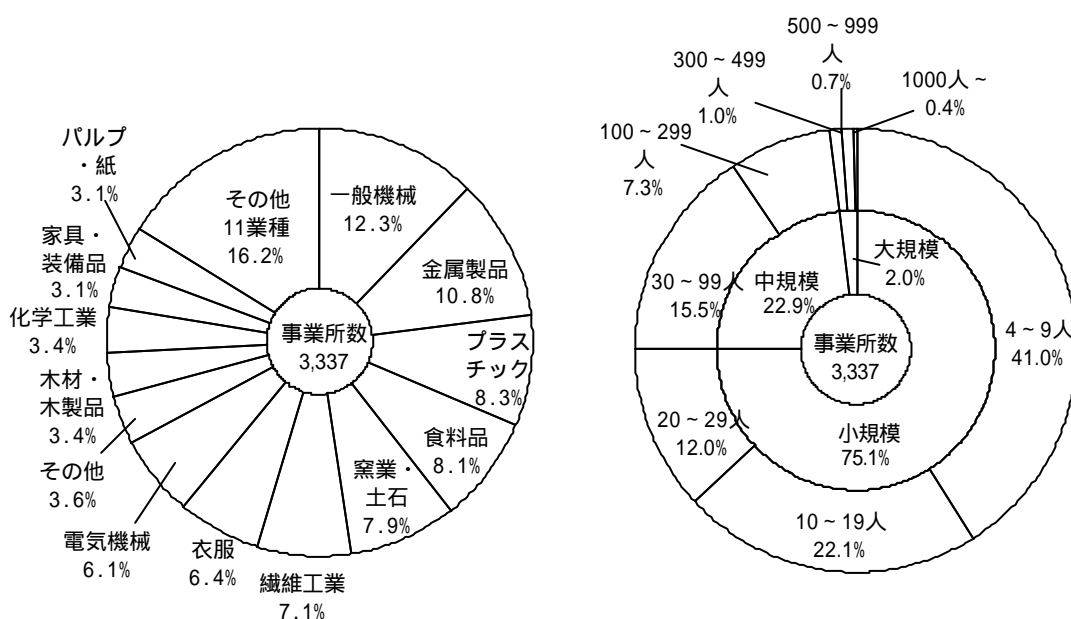 一般機械
12.3%
金属製品
10.8%
プラス
チック
8.3%
食料品
8.1%
窯業・
土石
7.9%
繊維工業
7.1%
衣服
6.4%
電気機械
6.1%
その他
3.6%
木材・
木製品
3.4%
化学工業
3.4%
家具・
装備品
3.1%
パルプ
・紙
3.1%
その他
11業種
16.2%
事業所数
3,337
4~9人
41.0%
10~19人
22.1%
20~29人
12.0%
30~99人
15.5%
100~299
人
7.3%
300~499
人
1.0%
500~999
人
0.7%
1000人~
0.4%
大規模
2.0%
中規模
22.9%
小規模
75.1%
事業所数
3,337